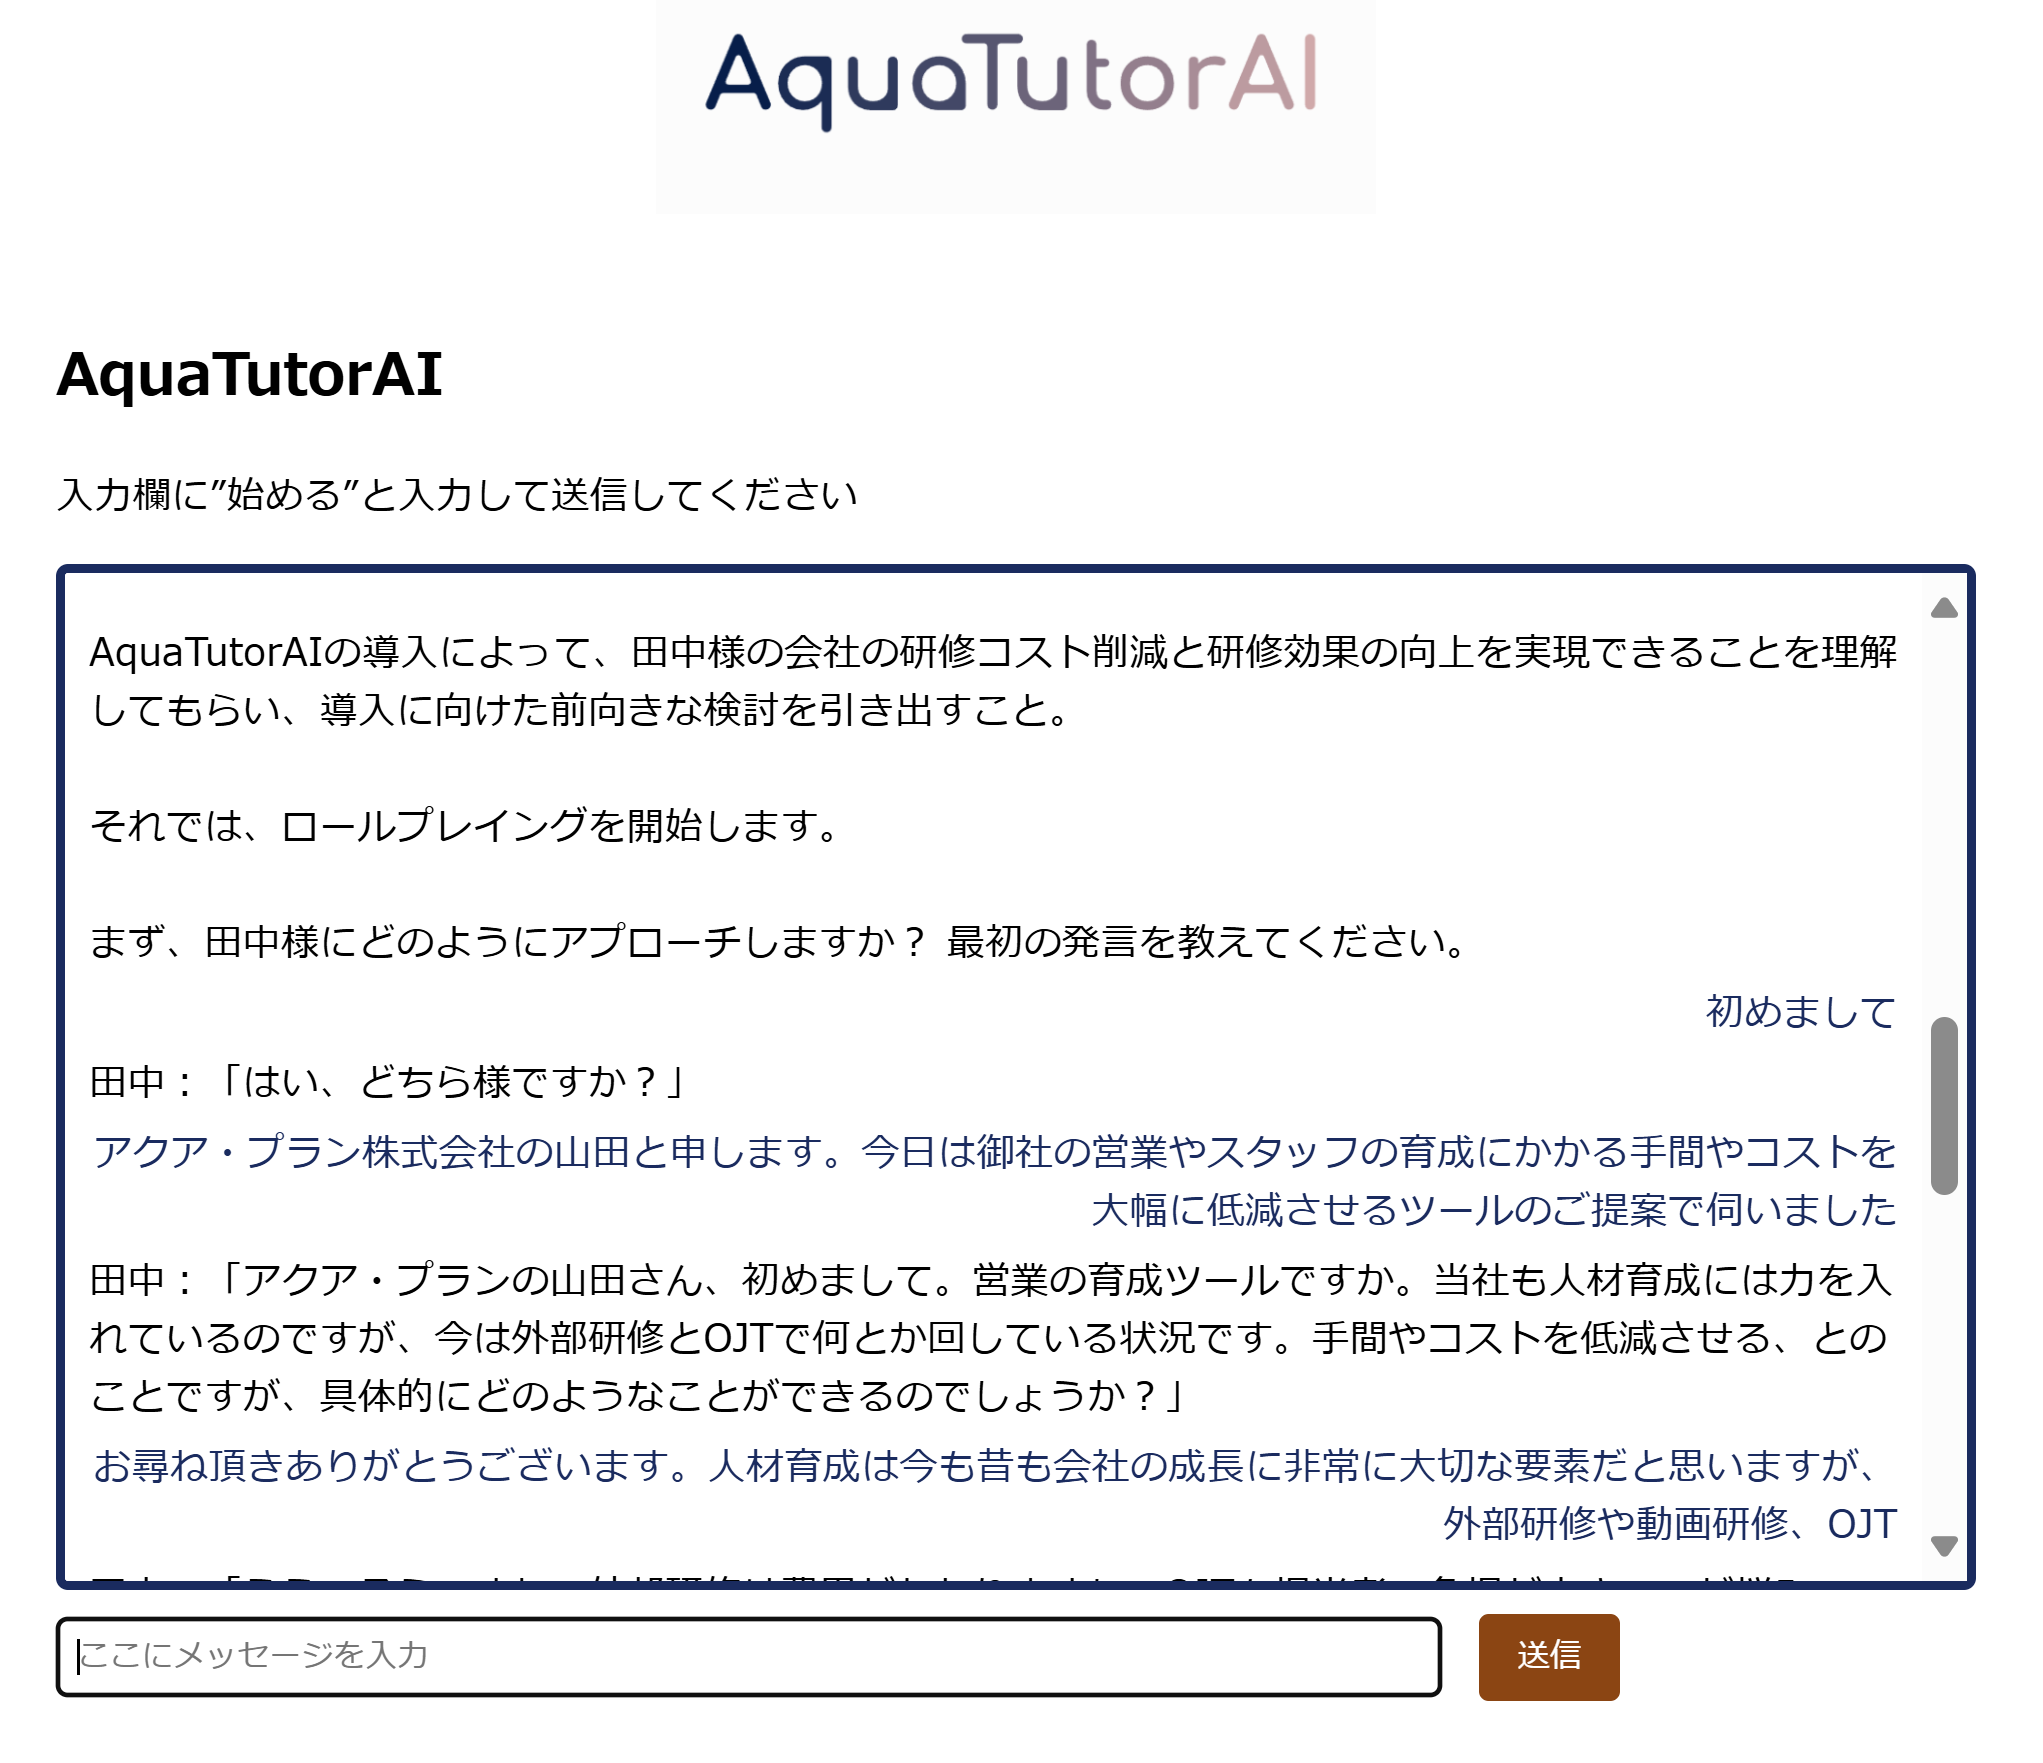 AquaTutorAI
AquaTutorAI
入力欄に”始める”と入力して送信してください
AquaTutorAIの導入によって、田中様の会社の研修コスト削減と研修効果の向上を実現できることを理解
してもらい、導入に向けた前向きな検討を引き出すこと。
それでは、ロールプレイングを開始します。
まず、田中様にどのようにアプローチしますか？ 最初の発言を教えてください。
初めまして
田中：「はい、どちら様ですか？」
アクア・プラン株式会社の山田と申します。今日は御社の営業やスタッフの育成にかかる手間やコストを
大幅に低減させるツールのご提案で伺いました
田中：「アクア・プランの山田さん、初めまして。営業の育成ツールですか。当社も人材育成には力を入
れているのですが、今は外部研修とOJTで何とか回している状況です。手間やコストを低減させる、との
ことですが、具体的にどのようなことができるのでしょうか？」
お尋ね頂きありがとうございます。人材育成は今も昔も会社の成長に非常に大切な要素だと思いますが、
外部研修や動画研修、OJT
ここにメッセージを入力
送信